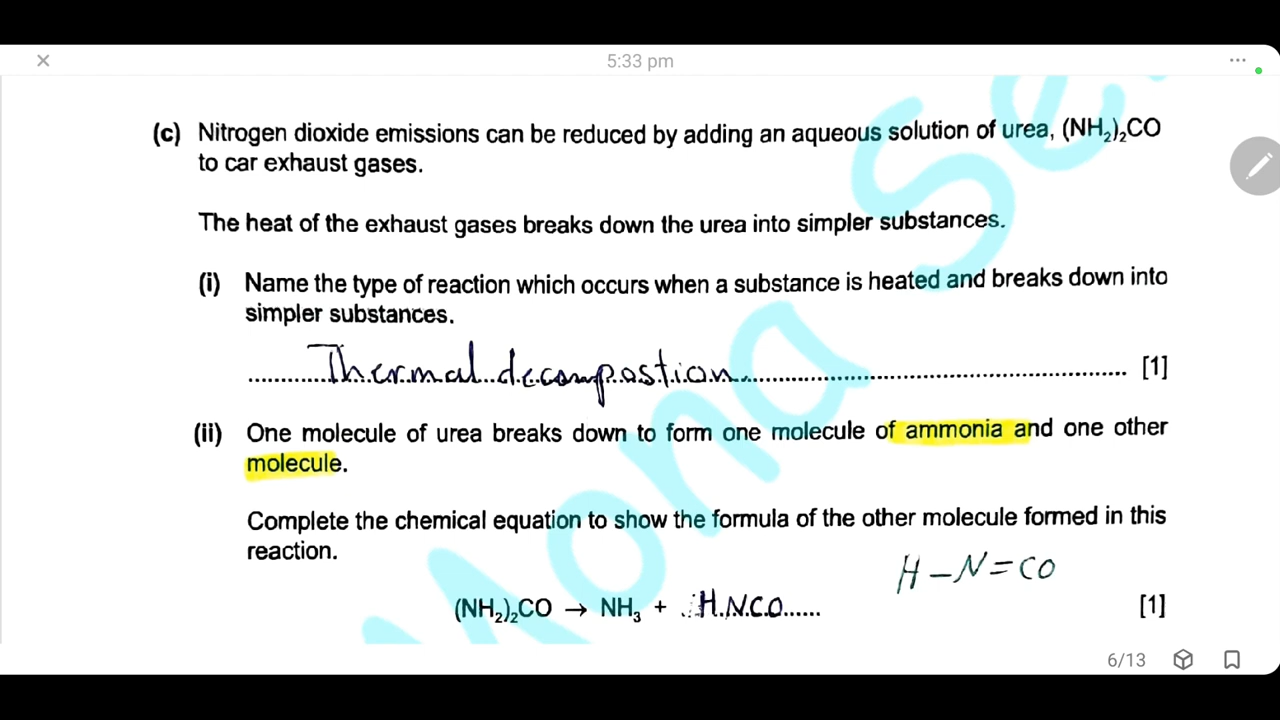 5:33 pm
(c) Nitrogen dioxide emissions can be reduced by adding an aqueous solution of urea, (NH₂)₂CO
to car exhaust gases.
The heat of the exhaust gases breaks down the urea into simpler substances.
(i) Name the type of reaction which occurs when a substance is heated and breaks down into
simpler substances.
Thermal decompostion [1]
(ii) One molecule of urea breaks down to form one molecule of ammonia and one other
molecule.
Complete the chemical equation to show the formula of the other molecule formed in this
reaction.
H–N=CO
(NH₂)₂CO → NH₃ + HNCO [1]
6/13
Mona Se